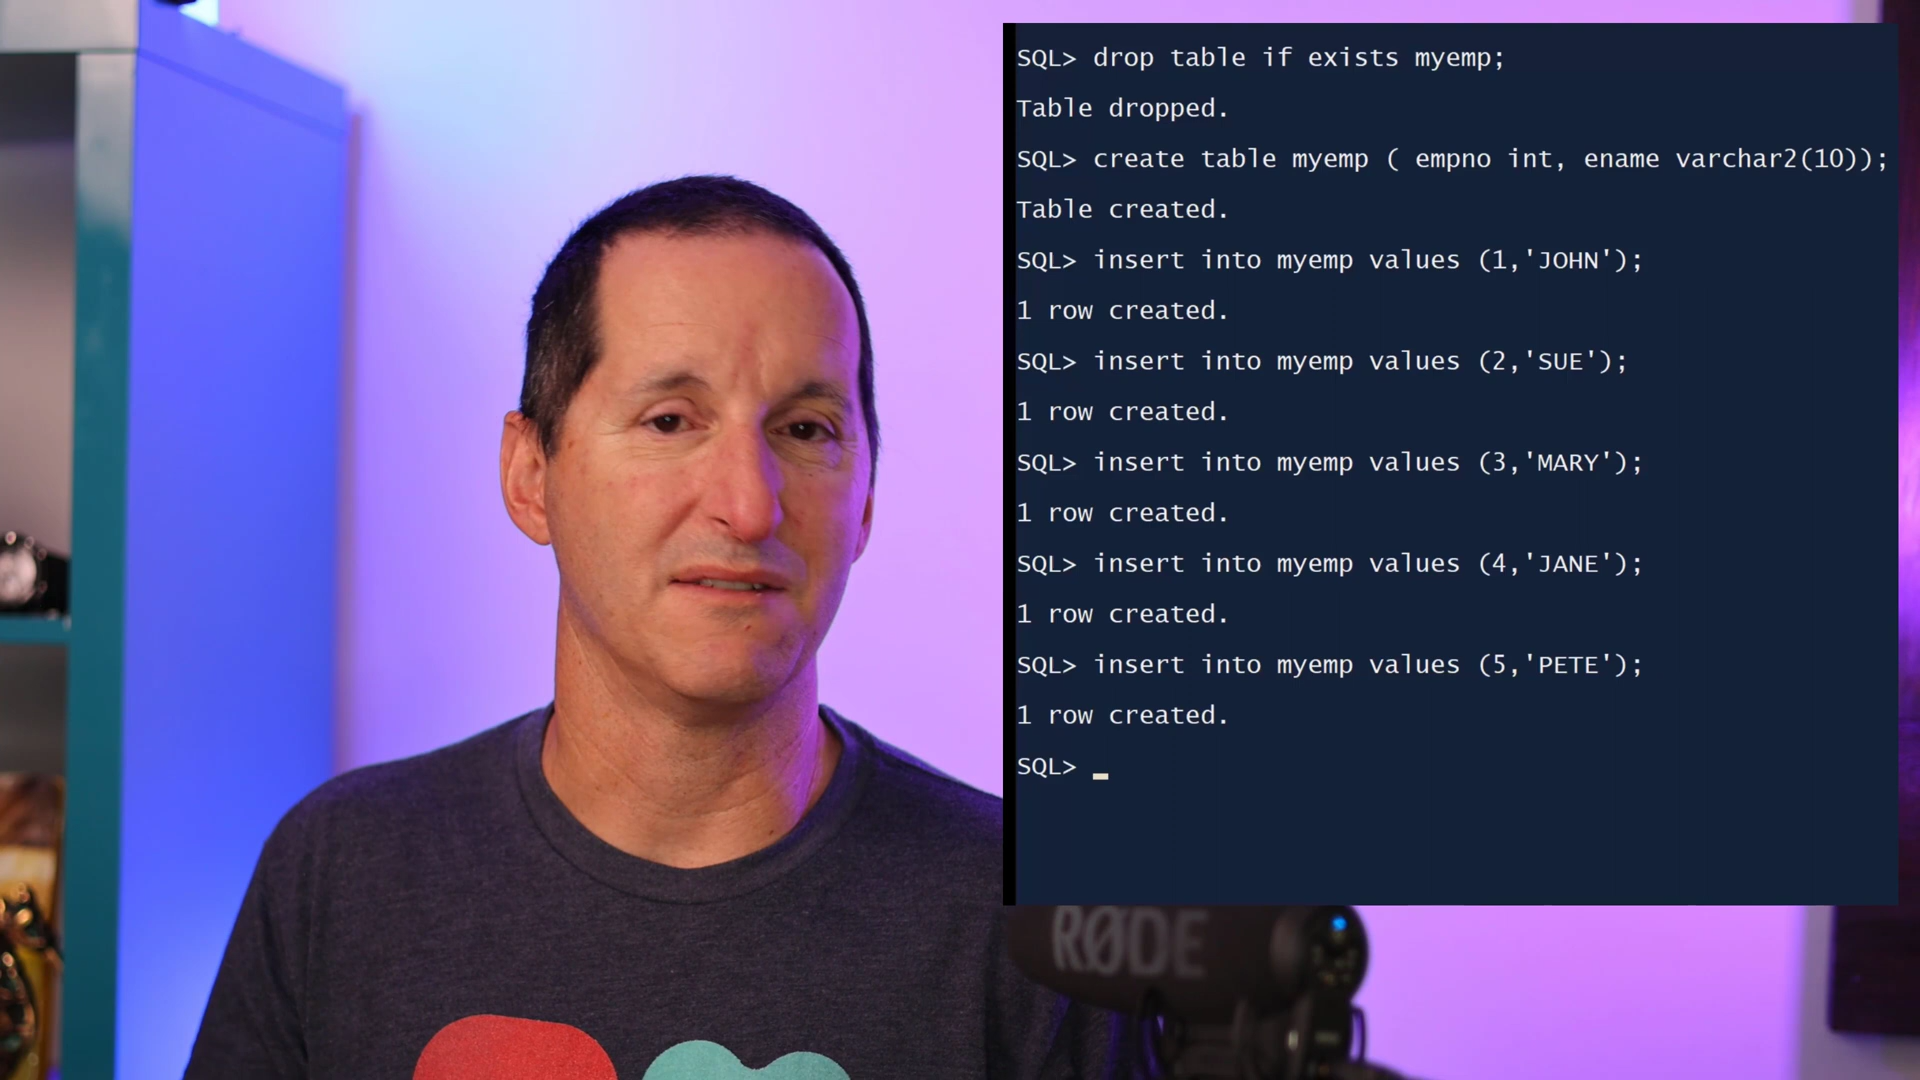 SQL> drop table if exists myemp;
Table dropped.
SQL> create table myemp ( empno int, ename varchar2(10));
Table created.
SQL> insert into myemp values (1,'JOHN');
1 row created.
SQL> insert into myemp values (2,'SUE');
1 row created.
SQL> insert into myemp values (3,'MARY');
1 row created.
SQL> insert into myemp values (4,'JANE');
1 row created.
SQL> insert into myemp values (5,'PETE');
1 row created.
SQL> _
RØDE